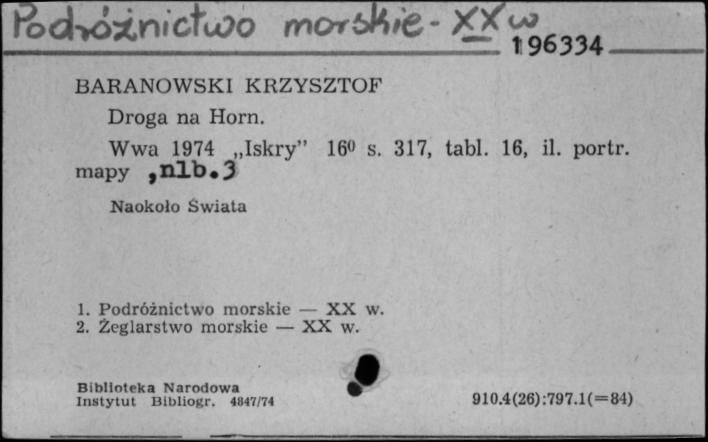 Podróżnictwo morskie - XX w
196334
BARANOWSKI KRZYSZTOF
Droga na Horn.
Wwa 1974 „Iskry” 16⁰ s. 317, tabl. 16, il. portr.
mapy ,nlb.3
Naokoło Świata
1. Podróżnictwo morskie — XX w.
2. Żeglarstwo morskie — XX w.
Biblioteka Narodowa
Instytut Bibliogr. 4847/74
910.4(26):797.1(=84)